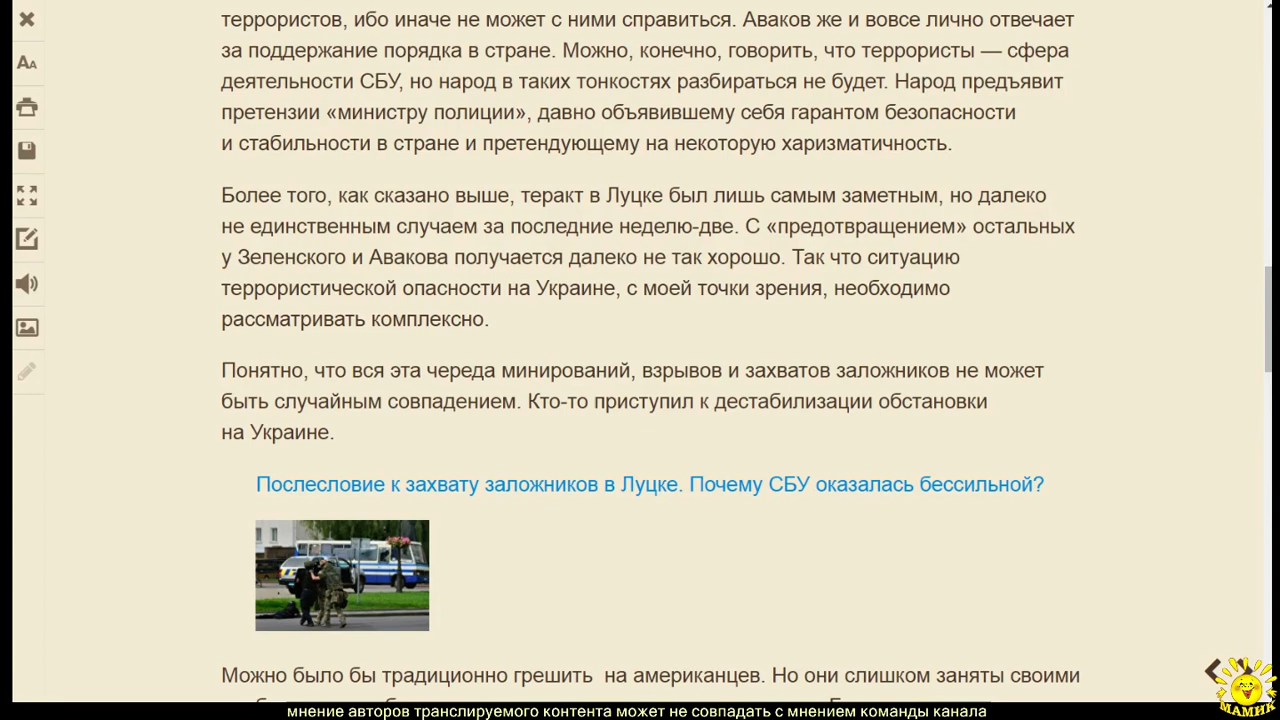 террористов, ибо иначе не может с ними справиться. Аваков же и вовсе лично отвечает
за поддержание порядка в стране. Можно, конечно, говорить, что террористы — сфера
деятельности СБУ, но народ в таких тонкостях разбираться не будет. Народ предъявит
претензии «министру полиции», давно объявившему себя гарантом безопасности
и стабильности в стране и претендующему на некоторую харизматичность.
Более того, как сказано выше, теракт в Луцке был лишь самым заметным, но далеко
не единственным случаем за последние неделю-две. С «предотвращением» остальных
у Зеленского и Авакова получается далеко не так хорошо. Так что ситуацию
террористической опасности на Украине, с моей точки зрения, необходимо
рассматривать комплексно.
Понятно, что вся эта череда минирований, взрывов и захватов заложников не может
быть случайным совпадением. Кто-то приступил к дестабилизации обстановки
на Украине.
Послесловие к захвату заложников в Луцке. Почему СБУ оказалась бессильной?
Можно было бы традиционно грешить на американцев. Но они слишком заняты своими
МАМИК
мнение авторов транслируемого контента может не совпадать с мнением команды канала